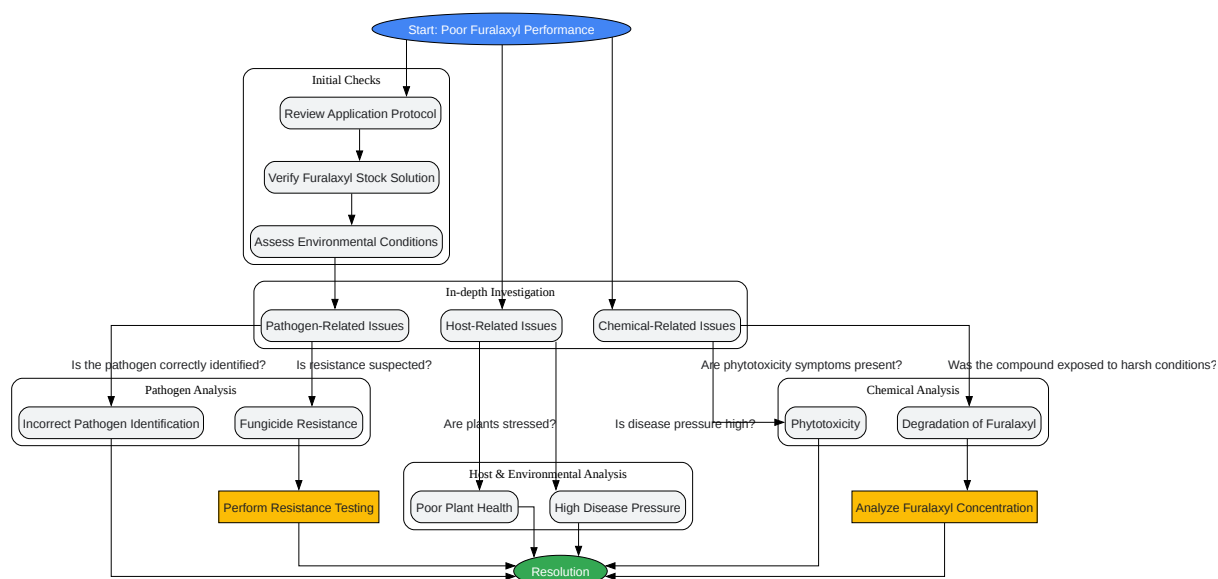 Start: Poor Furalaxyl Performance
Initial Checks
Review Application Protocol
Verify Furalaxyl Stock Solution
Assess Environmental Conditions
In-depth Investigation
Pathogen-Related Issues
Host-Related Issues
Chemical-Related Issues
Is the pathogen correctly identified?
Is resistance suspected?
Are phytotoxicity symptoms present?
Was the compound exposed to harsh conditions?
Pathogen Analysis
Chemical Analysis
Incorrect Pathogen Identification
Fungicide Resistance
Are plants stressed?
Is disease pressure high?
Phytotoxicity
Degradation of Furalaxyl
Host & Environmental Analysis
Perform Resistance Testing
Poor Plant Health
High Disease Pressure
Analyze Furalaxyl Concentration
Resolution